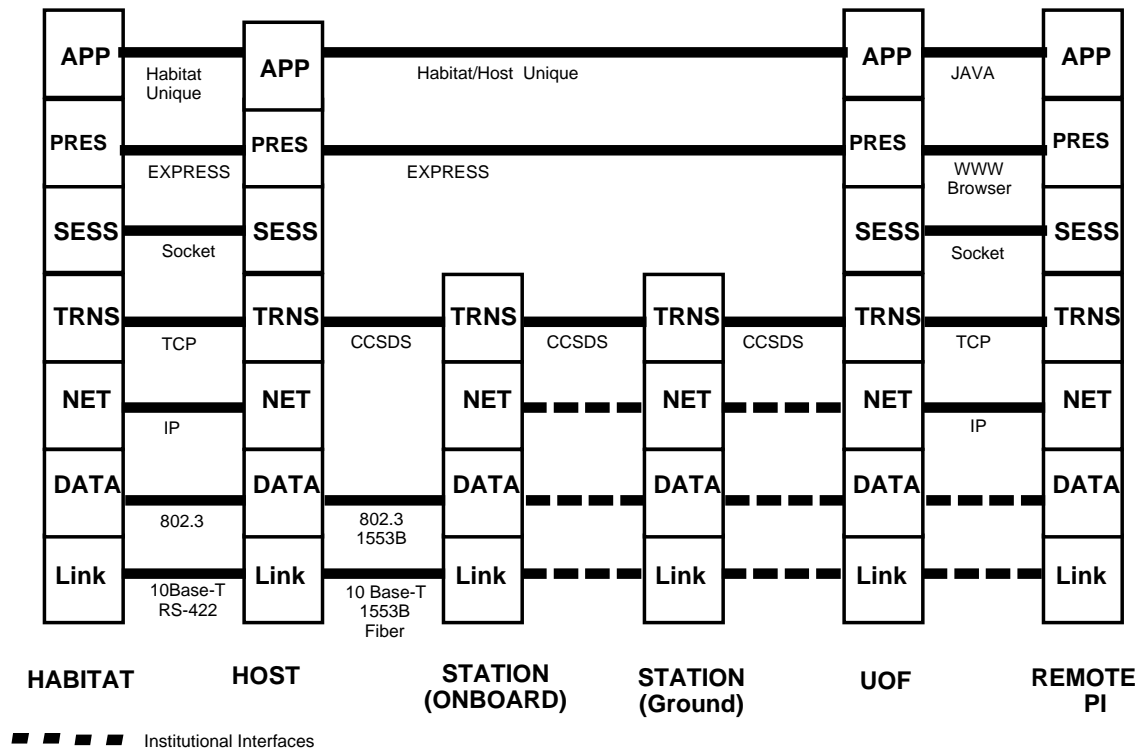 APP APP APP APP
Habitat
Unique
Habitat/Host Unique
JAVA
PRES PRES PRES PRES
EXPRESS
EXPRESS
WWW
Browser
SESS SESS SESS SESS
Socket
Socket
TRNS TRNS TRNS TRNS TRNS TRNS
TCP CCSDS CCSDS CCSDS TCP
NET NET NET NET NET NET
IP IP
DATA DATA DATA DATA DATA DATA
802.3
802.3
1553B
Link Link Link Link Link Link
10Base-T
RS-422
10 Base-T
1553B
Fiber
HABITAT
HOST
STATION
(ONBOARD)
STATION
(Ground)
UOF
REMOTE
PI
Institutional Interfaces